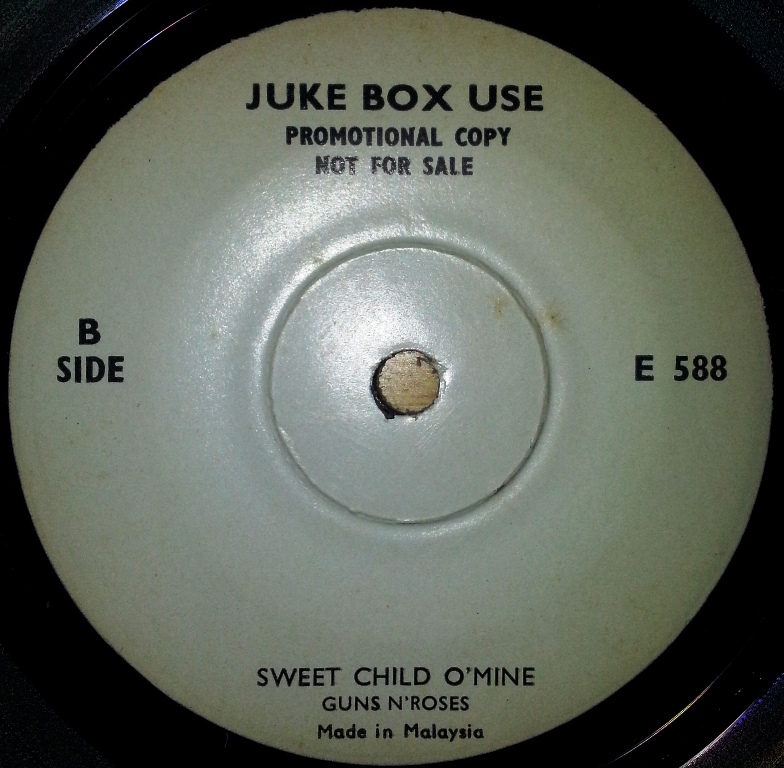 JUKE BOX USE
PROMOTIONAL COPY
NOT FOR SALE
B
SIDE
E 588
SWEET CHILD O'MINE
GUNS N'ROSES
Made in Malaysia